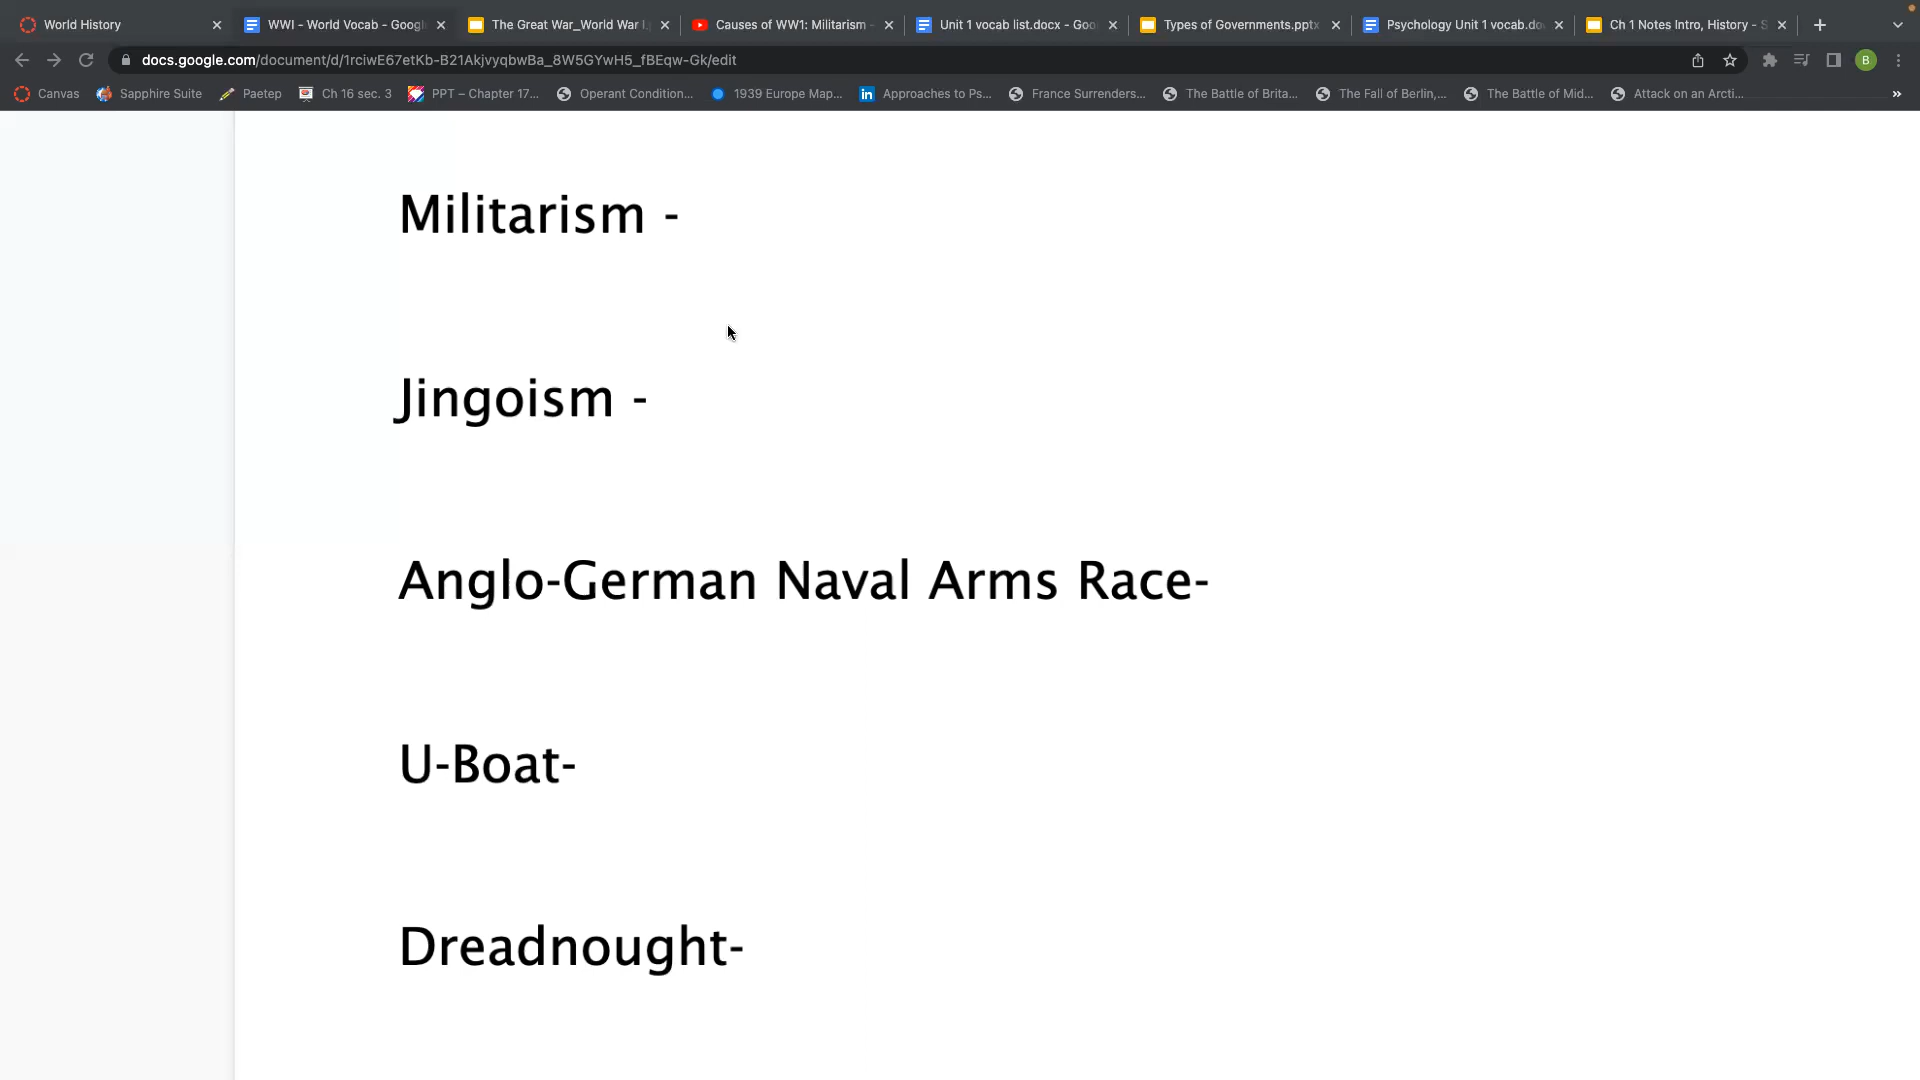 World History
WWI - World Vocab - Googl
The Great War_World War I.p
Causes of WW1: Militarism -
Unit 1 vocab list.docx - Goo
Types of Governments.pptx
Psychology Unit 1 vocab.do
Ch 1 Notes Intro, History - S
docs.google.com/document/d/1rciwE67etKb-B21AkjvyqbwBa_8W5GYwH5_fBEqw-Gk/edit
B
Canvas
Sapphire Suite
Paetep
Ch 16 sec. 3
PPT – Chapter 17...
Operant Condition...
1939 Europe Map...
in
Approaches to Ps...
France Surrenders...
The Battle of Brita...
The Fall of Berlin,...
The Battle of Mid...
Attack on an Arcti...
Militarism -
Jingoism -
Anglo-German Naval Arms Race-
U-Boat-
Dreadnought-